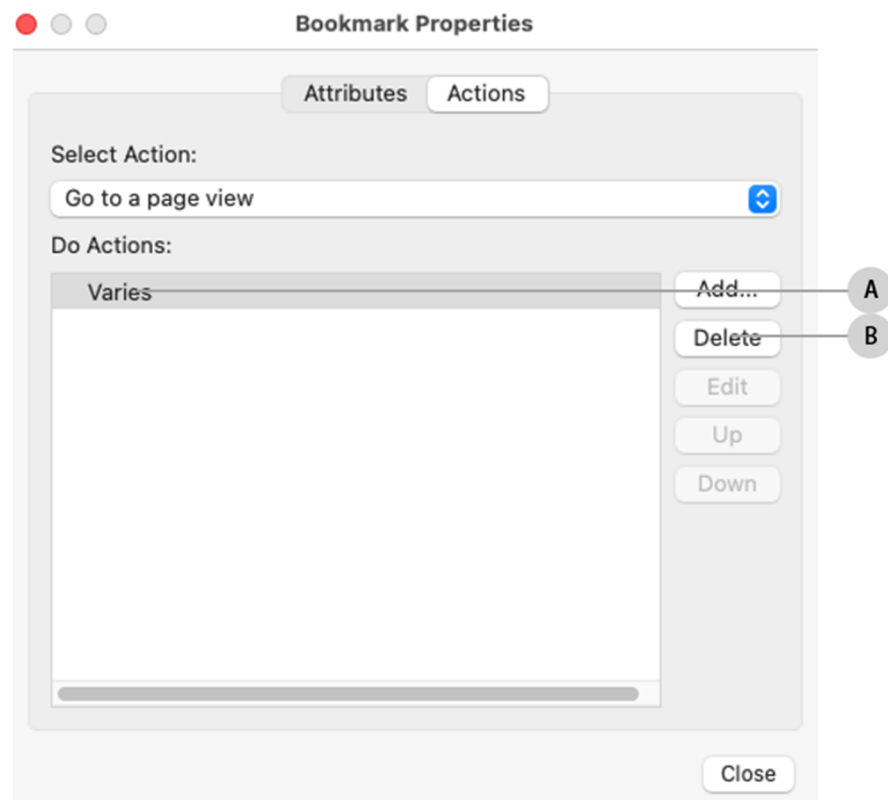 Bookmark Properties
Attributes Actions
Select Action:
Go to a page view
Do Actions:
Varies
Add... A
Delete B
Edit
Up
Down
Close